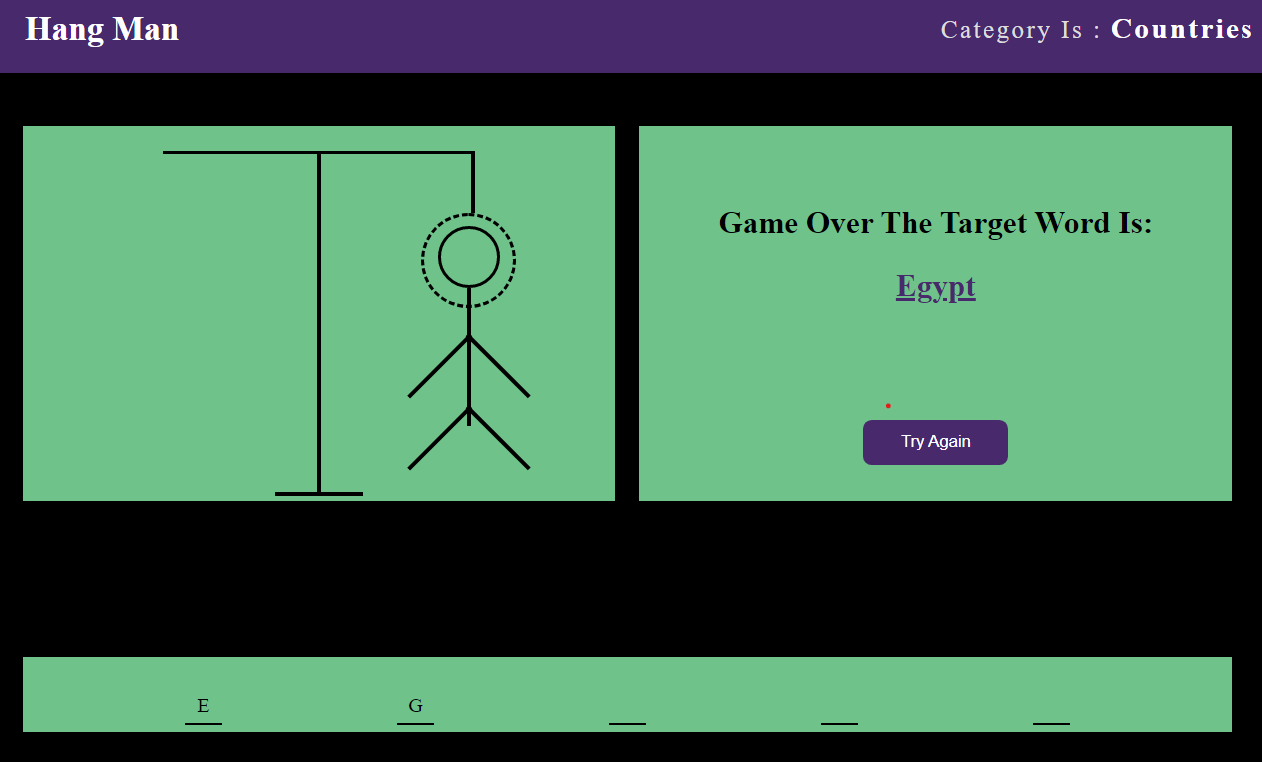 Hang Man
Category Is : Countries
Game Over The Target Word Is:
Egypt
Try Again
E G